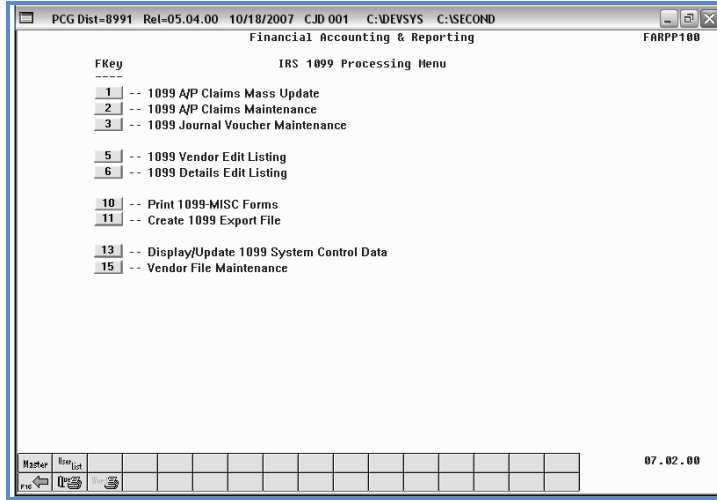 PCG Dist=8991 Rel=05.04.00 10/18/2007 CJD 001 C:\DEVSYS C:\SECOND
Financial Accounting & Reporting FARPP100
FKey IRS 1099 Processing Menu
----
1 -- 1099 A/P Claims Mass Update
2 -- 1099 A/P Claims Maintenance
3 -- 1099 Journal Voucher Maintenance
5 -- 1099 Vendor Edit Listing
6 -- 1099 Details Edit Listing
10 -- Print 1099-MISC Forms
11 -- Create 1099 Export File
13 -- Display/Update 1099 System Control Data
15 -- Vendor File Maintenance
Master User list 07.02.00
F16 Que